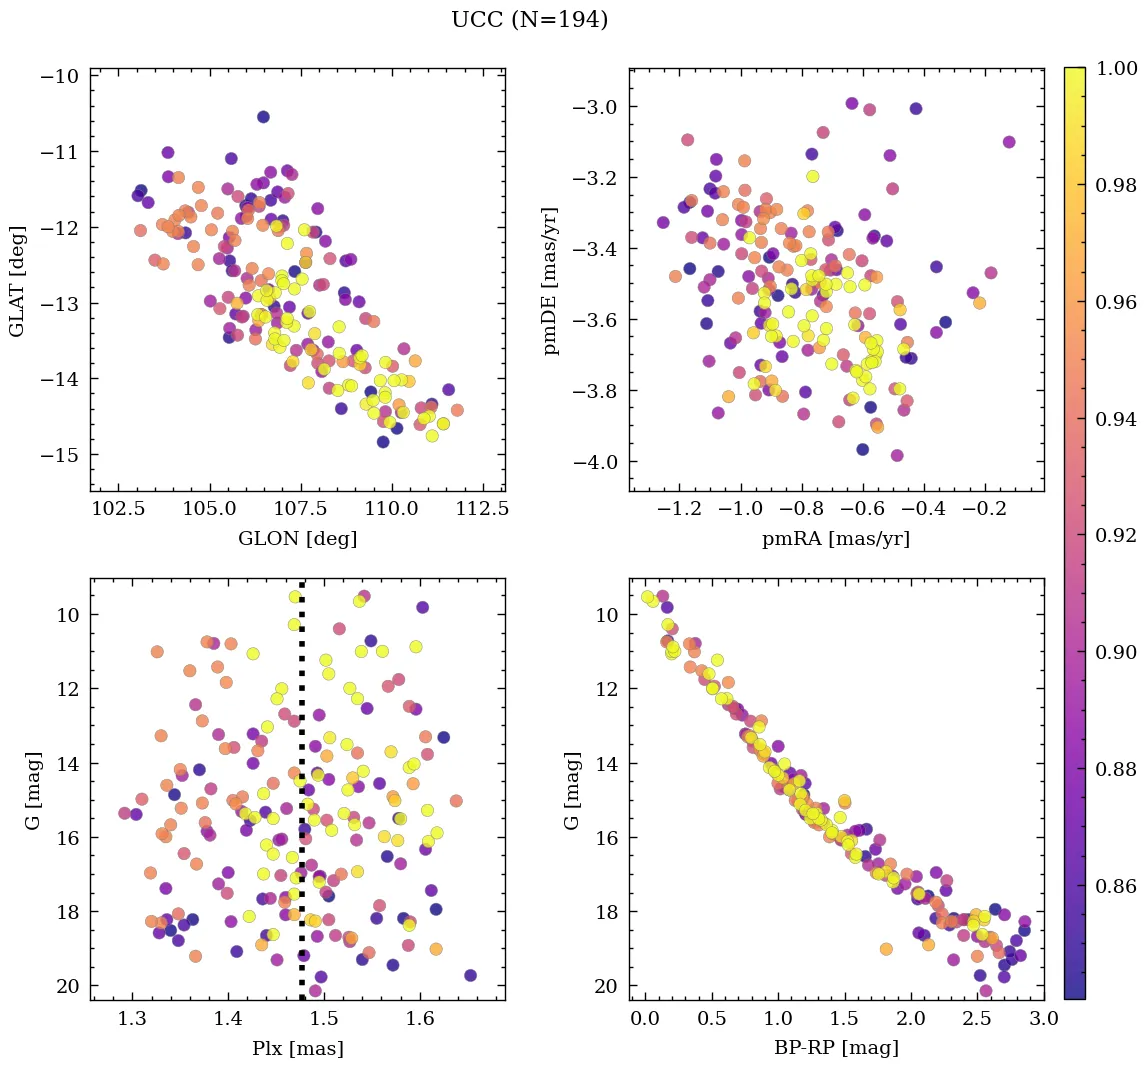 UCC (N=194)
−10
−11
−12
−13
−14
−15
GLAT [deg]
102.5 105.0 107.5 110.0 112.5
GLON [deg]
−3.0
−3.2
−3.4
−3.6
−3.8
−4.0
pmDE [mas/yr]
−1.2 −1.0 −0.8 −0.6 −0.4 −0.2
pmRA [mas/yr]
1.00
0.98
0.96
0.94
0.92
0.90
0.88
0.86
10
12
14
16
18
20
G [mag]
1.3 1.4 1.5 1.6
Plx [mas]
10
12
14
16
18
20
G [mag]
0.0 0.5 1.0 1.5 2.0 2.5 3.0
BP-RP [mag]